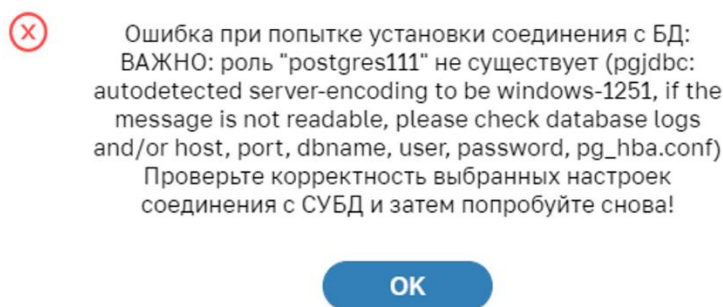 Ошибка при попытке установки соединения с БД:
ВАЖНО: роль "postgres111" не существует (pgjdbc:
autodetected server-encoding to be windows-1251, if the
message is not readable, please check database logs
and/or host, port, dbname, user, password, pg_hba.conf)
Проверьте корректность выбранных настроек
соединения с СУБД и затем попробуйте снова!
OK